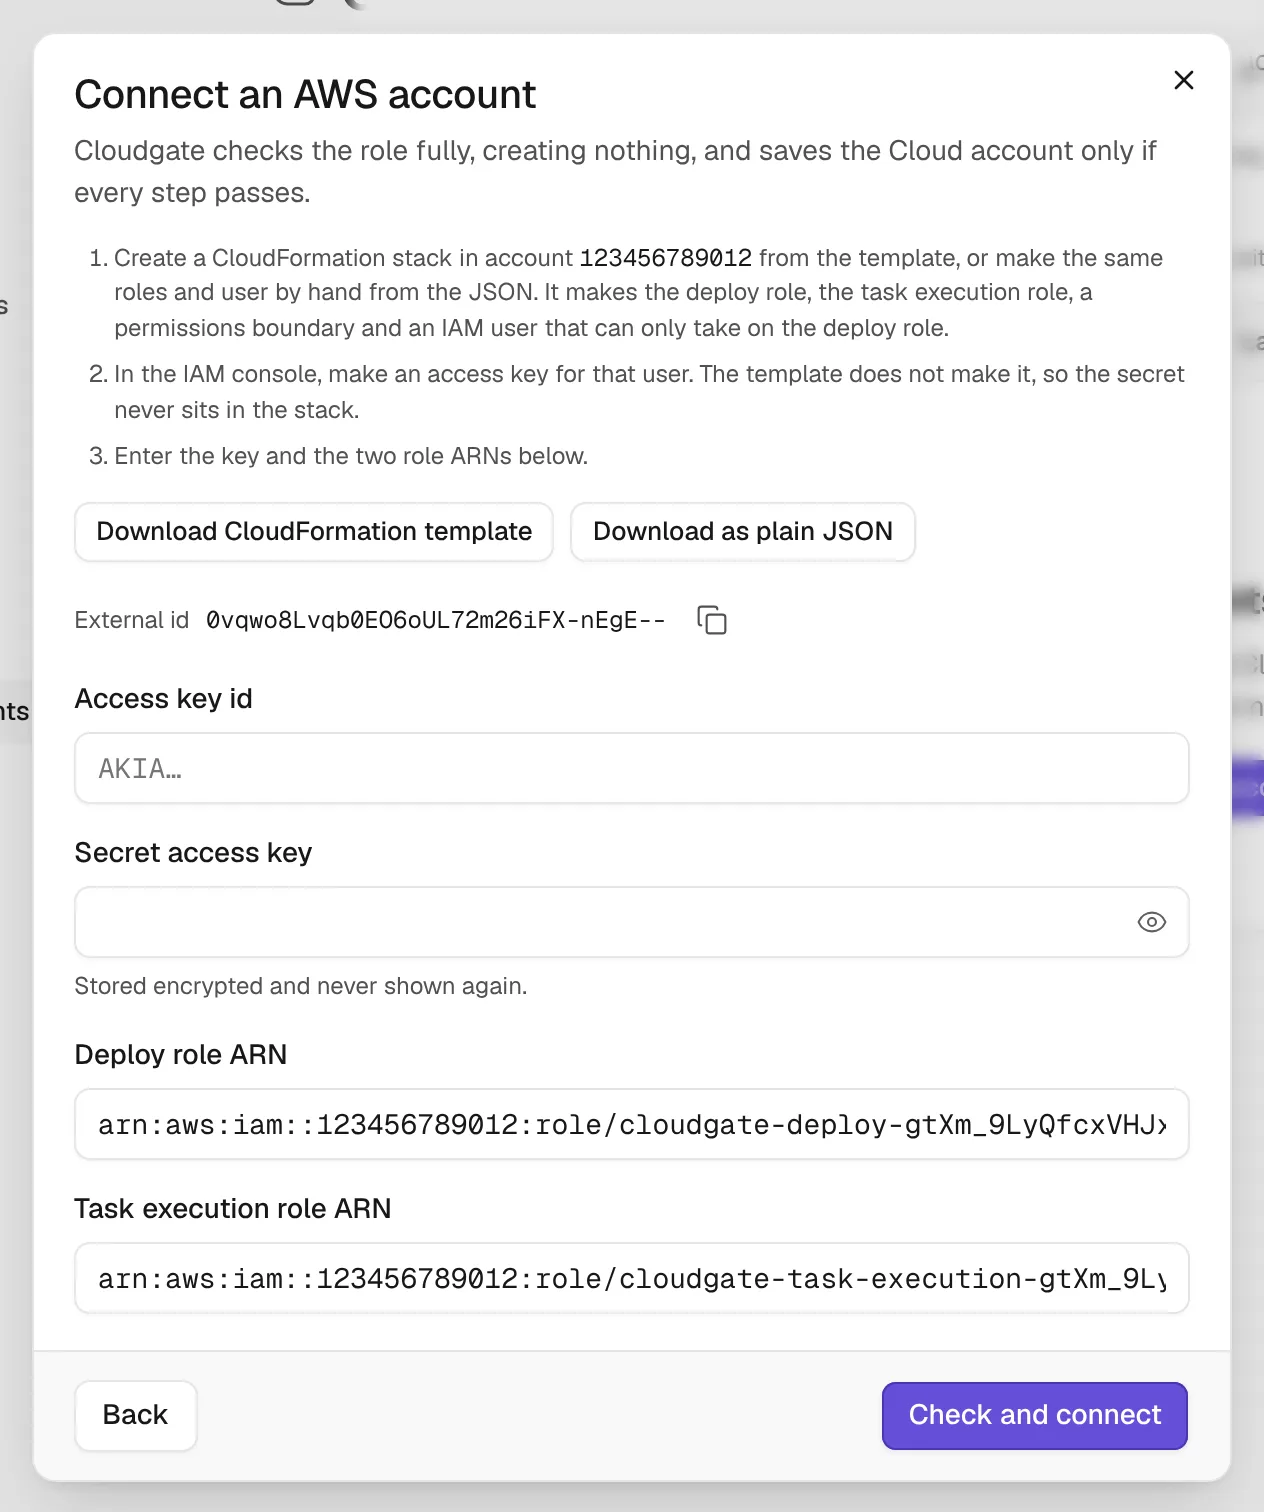 Connect an AWS account
Cloudgate checks the role fully, creating nothing, and saves the Cloud account only if
every step passes.
1. Create a CloudFormation stack in account 123456789012 from the template, or make the same
roles and user by hand from the JSON. It makes the deploy role, the task execution role, a
permissions boundary and an IAM user that can only take on the deploy role.
2. In the IAM console, make an access key for that user. The template does not make it, so the secret
never sits in the stack.
3. Enter the key and the two role ARNs below.
Download CloudFormation template
Download as plain JSON
External id 0vqwo8Lvqb0EO6oUL72m26iFX-nEgE--
Access key id
AKIA…
Secret access key
Stored encrypted and never shown again.
Deploy role ARN
arn:aws:iam::123456789012:role/cloudgate-deploy-gtXm_9LyQfcxVHJx
Task execution role ARN
arn:aws:iam::123456789012:role/cloudgate-task-execution-gtXm_9Ly
Back
Check and connect